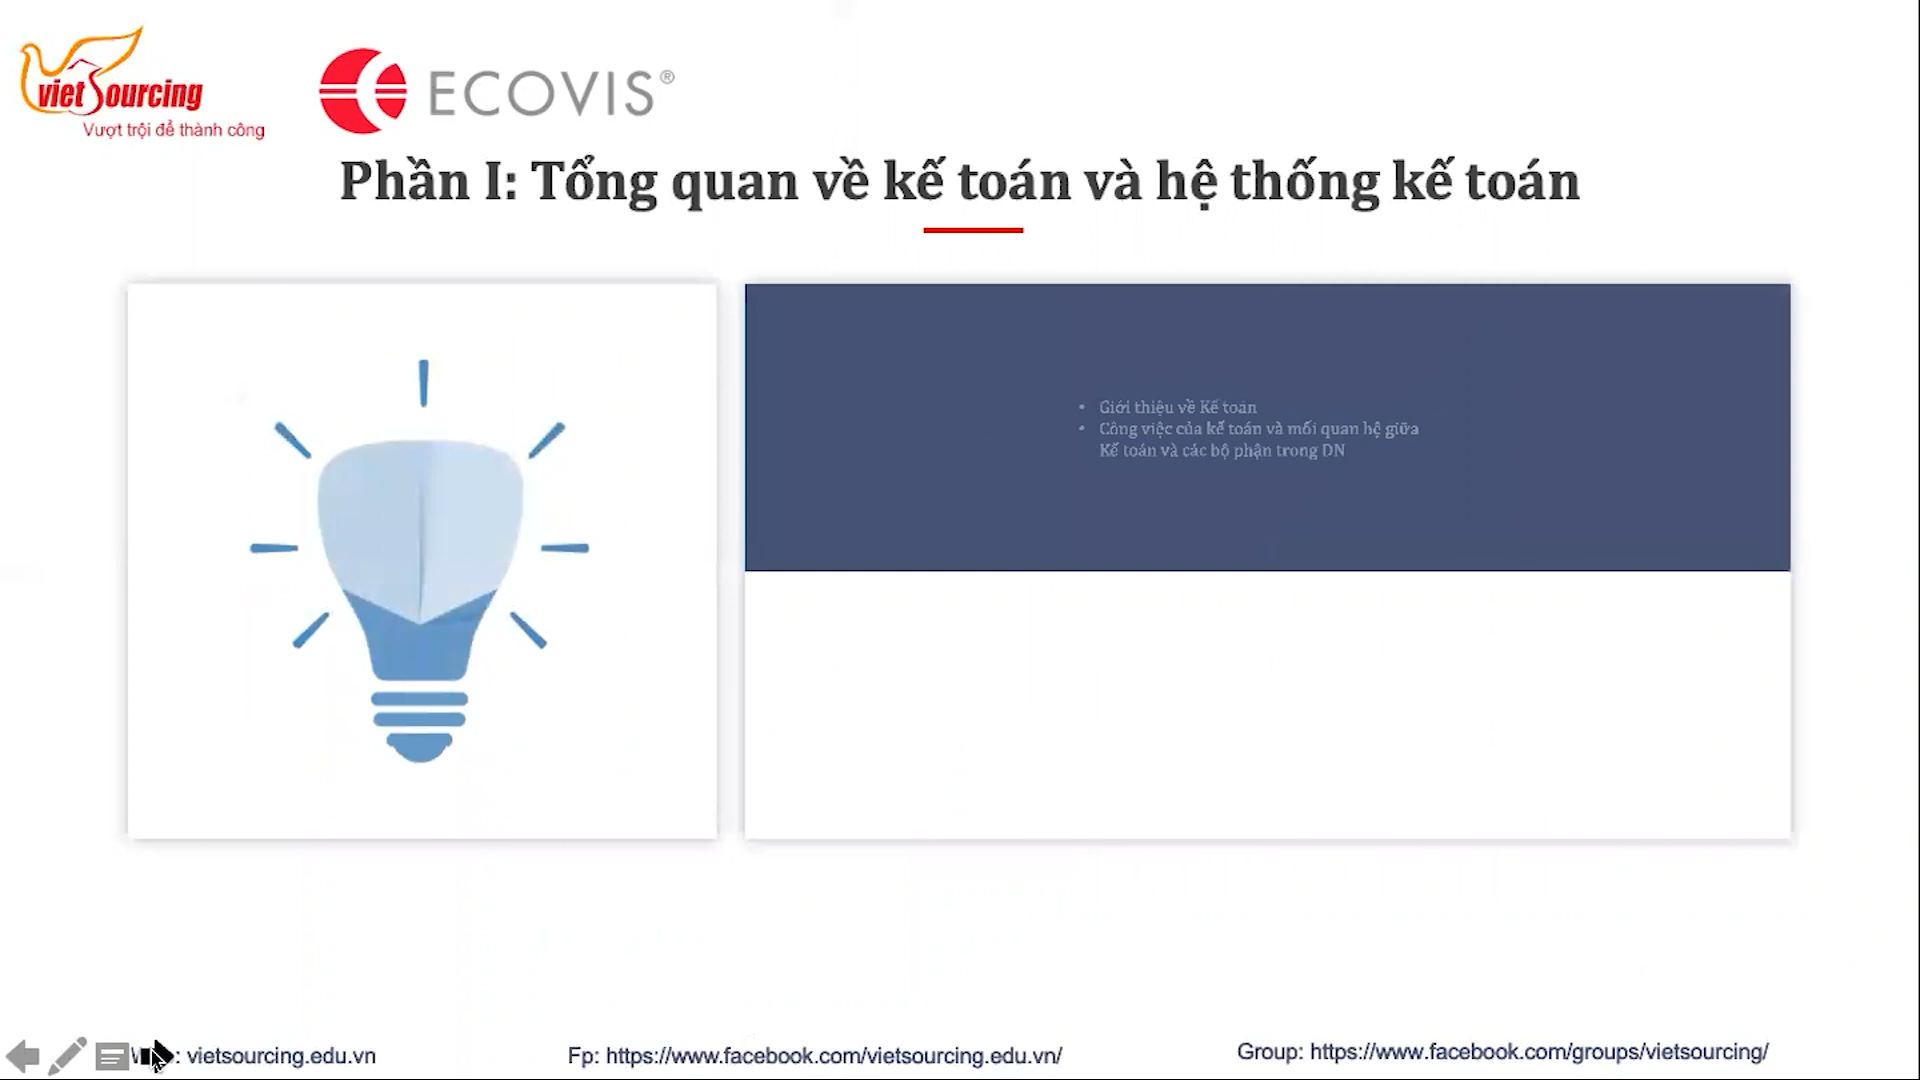 vietSourcing
Vượt trội để thành công
ECOVIS®
Phần I: Tổng quan về kế toán và hệ thống kế toán
• Giới thiệu về Kế toán
• Công việc của kế toán và mối quan hệ giữa
Kế toán và các bộ phận trong DN
: vietsourcing.edu.vn
Fp: https://www.facebook.com/vietsourcing.edu.vn/
Group: https://www.facebook.com/groups/vietsourcing/